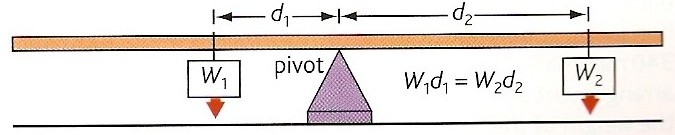 d₁ d₂
W₁ pivot W₁d₁ = W₂d₂ W₂